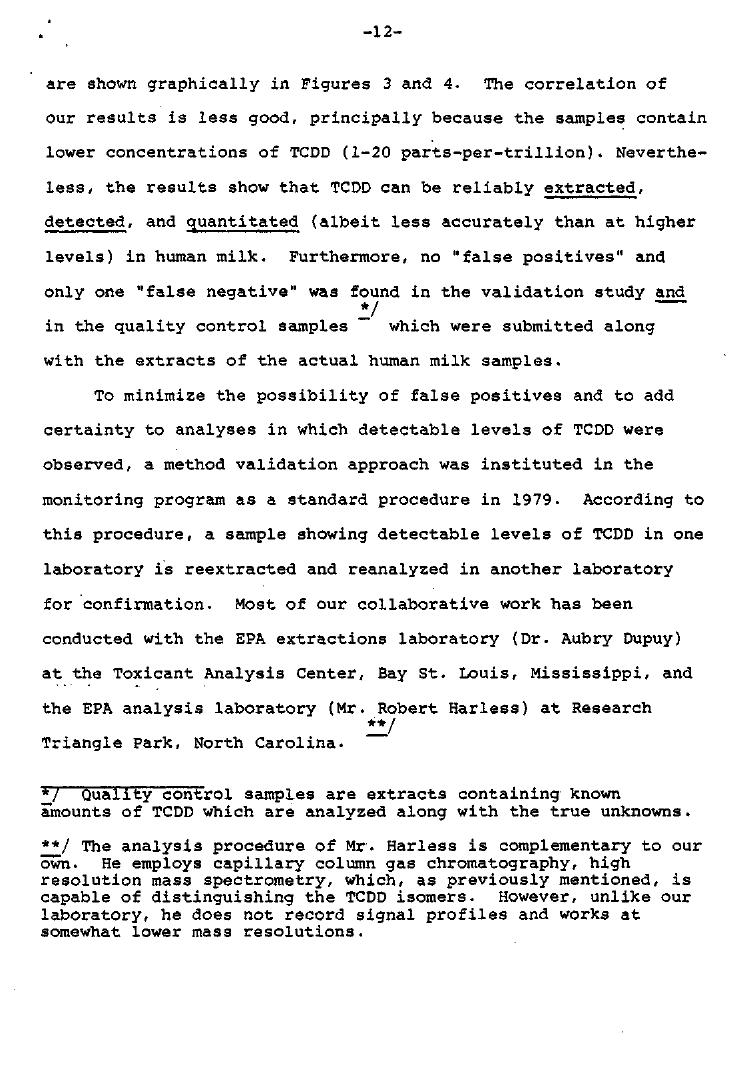 -12-
are shown graphically in Figures 3 and 4. The correlation of
our results is less good, principally because the samples contain
lower concentrations of TCDD (1-20 parts-per-trillion). Neverthe-
less, the results show that TCDD can be reliably extracted,
detected, and quantitated (albeit less accurately than at higher
levels) in human milk. Furthermore, no "false positives" and
only one "false negative" was found in the validation study and
in the quality control samples */ which were submitted along
with the extracts of the actual human milk samples.
To minimize the possibility of false positives and to add
certainty to analyses in which detectable levels of TCDD were
observed, a method validation approach was instituted in the
monitoring program as a standard procedure in 1979. According to
this procedure, a sample showing detectable levels of TCDD in one
laboratory is reextracted and reanalyzed in another laboratory
for confirmation. Most of our collaborative work has been
conducted with the EPA extractions laboratory (Dr. Aubry Dupuy)
at the Toxicant Analysis Center, Bay St. Louis, Mississippi, and
the EPA analysis laboratory (Mr. Robert Harless) at Research
Triangle Park, North Carolina. **/
*/ Quality control samples are extracts containing known
amounts of TCDD which are analyzed along with the true unknowns.
**/ The analysis procedure of Mr. Harless is complementary to our
own. He employs capillary column gas chromatography, high
resolution mass spectrometry, which, as previously mentioned, is
capable of distinguishing the TCDD isomers. However, unlike our
laboratory, he does not record signal profiles and works at
somewhat lower mass resolutions.